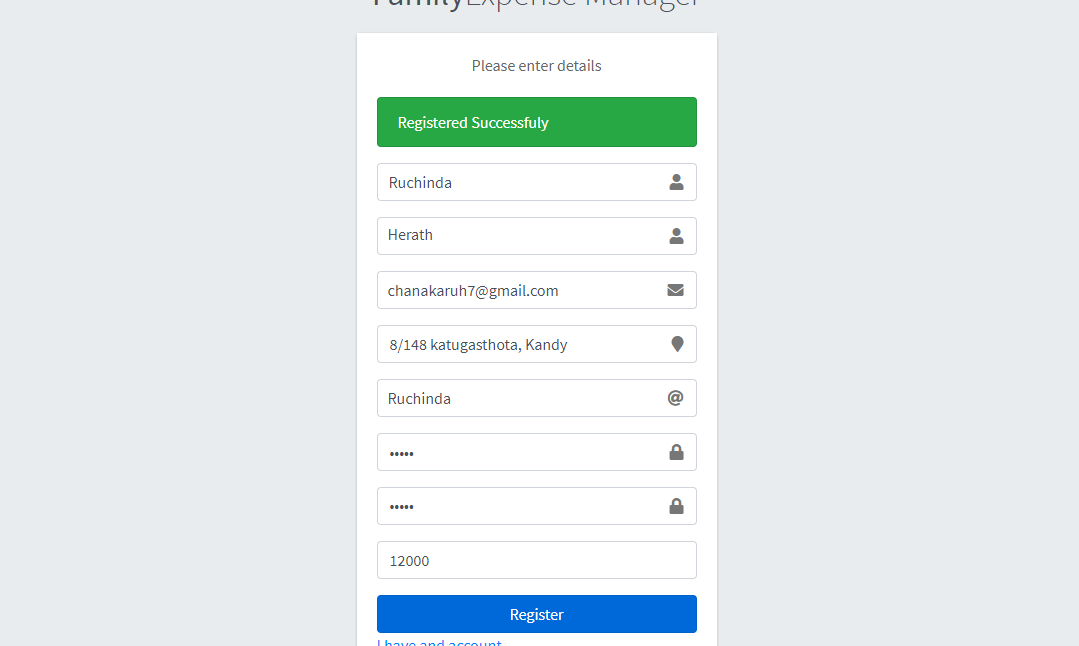 FamilyExpense Manager
Please enter details
Registered Successfuly
Ruchinda
Herath
chanakaruh7@gmail.com
8/148 katugasthota, Kandy
Ruchinda
@
•••••
•••••
12000
Register
I have and account